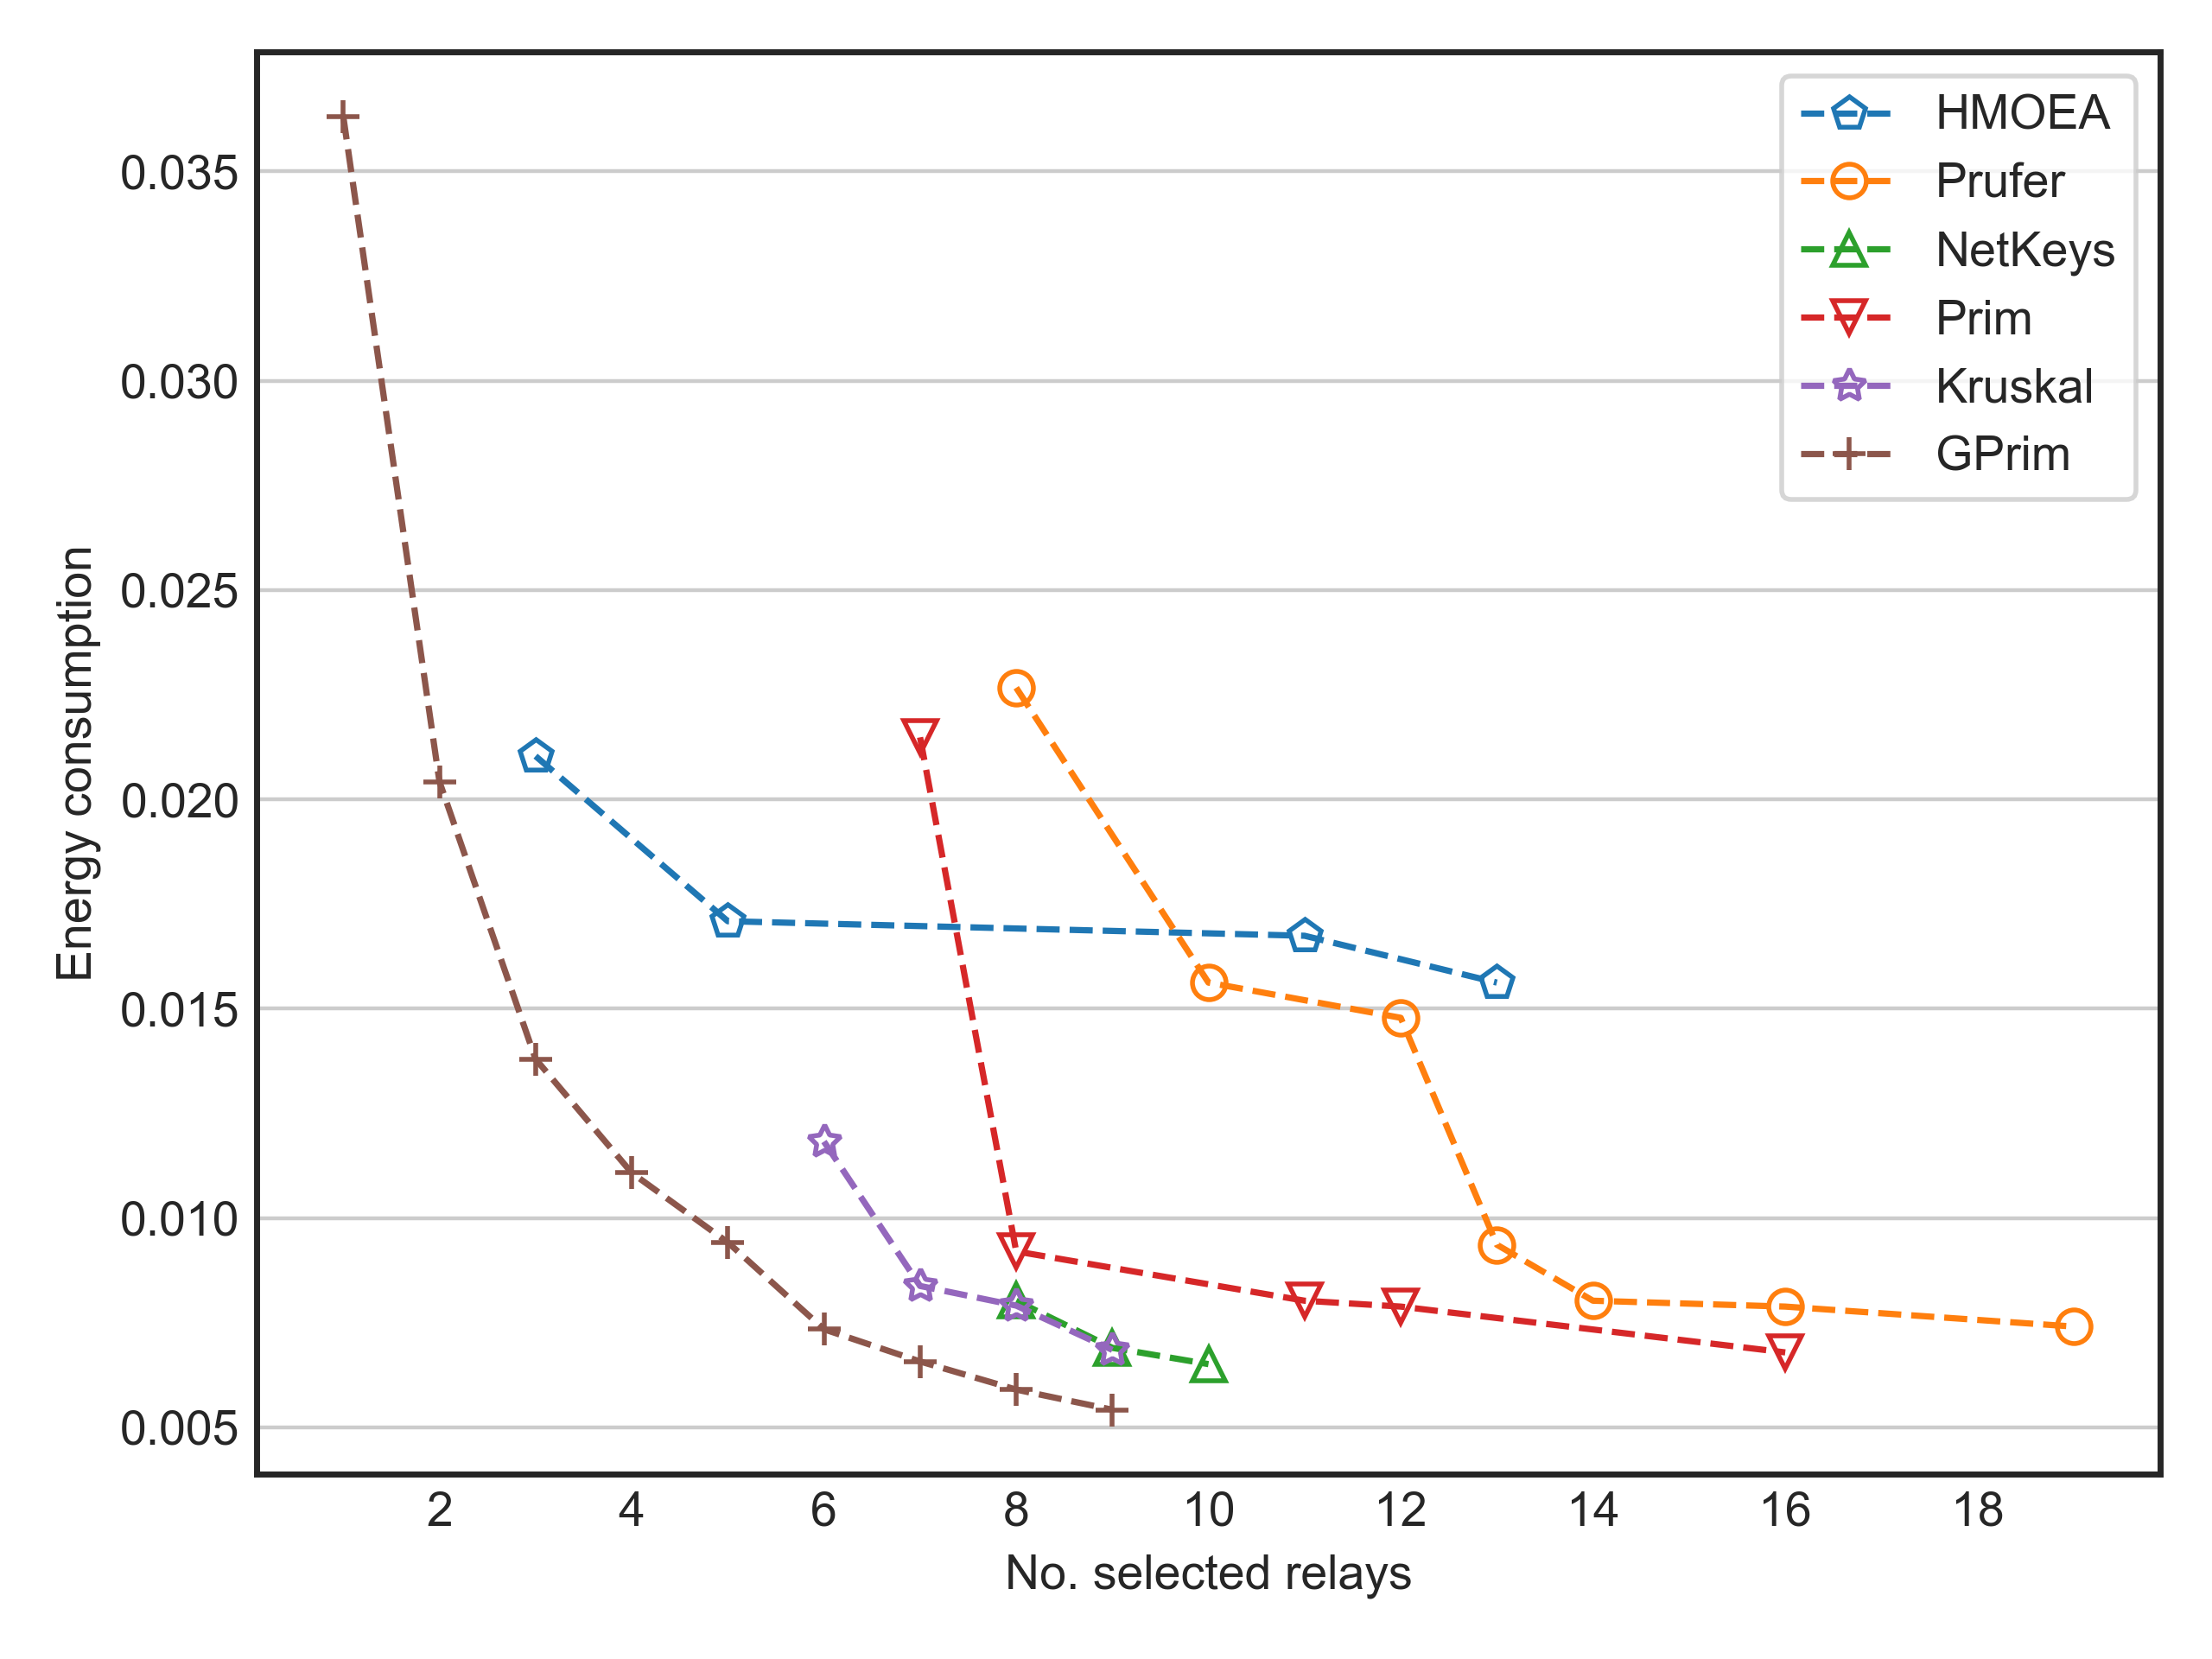 Energy consumption
0.035
0.030
0.025
0.020
0.015
0.010
0.005
2 4 6 8 10 12 14 16 18
No. selected relays
HMOEA
Prufer
NetKeys
Prim
Kruskal
GPrim